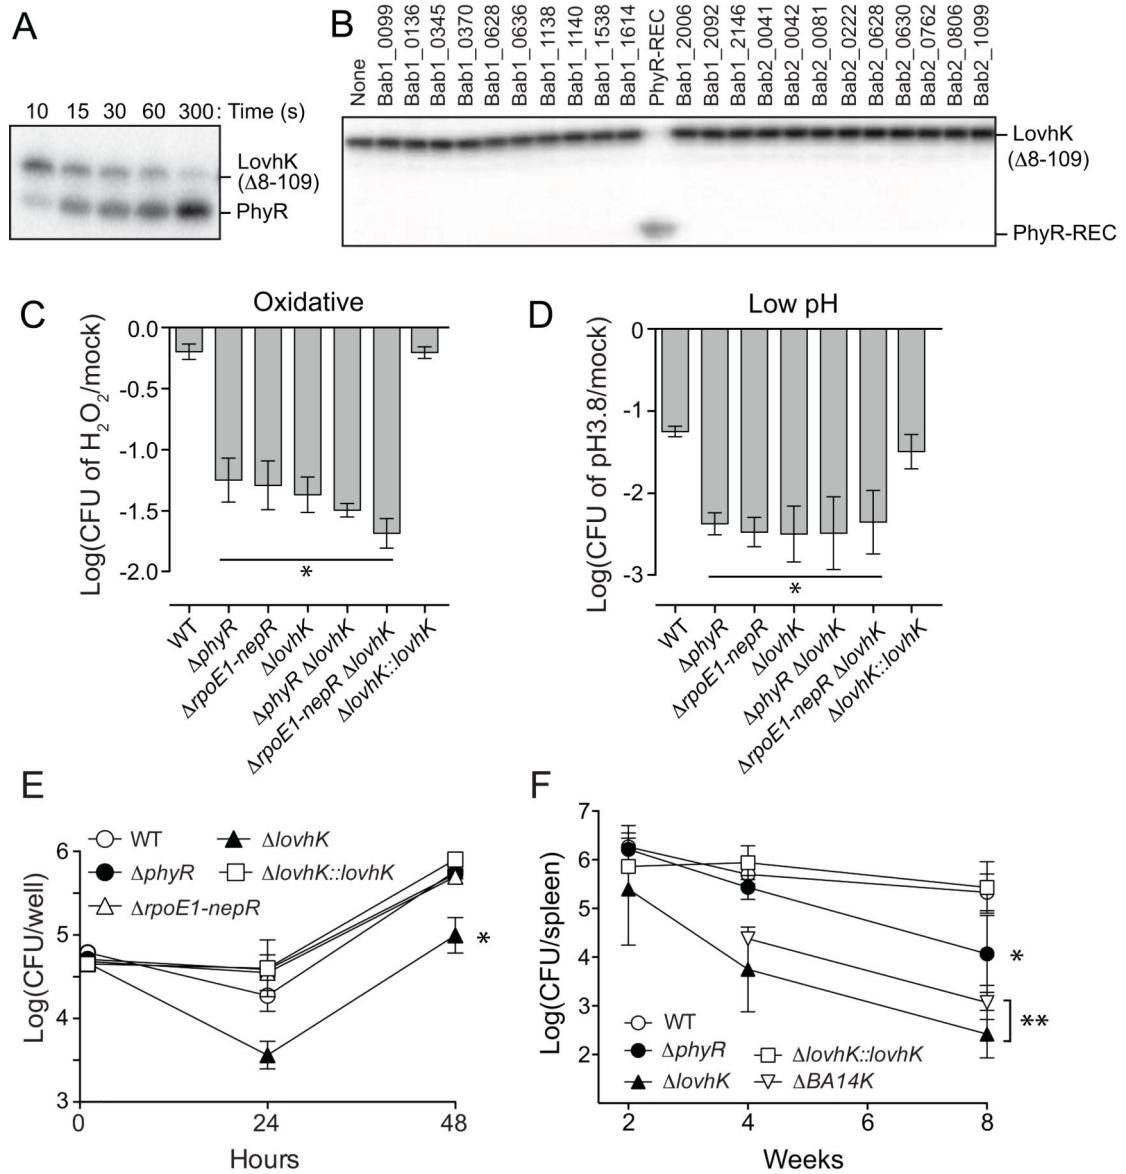 A
10 15 30 60 300 : Time (s)
LovhK
(Δ8-109)
PhyR
B
None
Bab1_0099
Bab1_0136
Bab1_0345
Bab1_0370
Bab1_0628
Bab1_0636
Bab1_1138
Bab1_1140
Bab1_1538
Bab1_1614
PhyR-REC
Bab1_2006
Bab1_2092
Bab1_2146
Bab2_0041
Bab2_0042
Bab2_0081
Bab2_0222
Bab2_0628
Bab2_0630
Bab2_0762
Bab2_0806
Bab2_1099
LovhK
(Δ8-109)
PhyR-REC
C
Oxidative
Log(CFU of H2O2/mock)
0.0
-0.5
-1.0
-1.5
-2.0
*
WT
ΔphyR
ΔrpoE1-nepR
ΔlovhK
ΔphyR ΔlovhK
ΔrpoE1-nepR ΔlovhK
ΔlovhK::lovhK
D
Low pH
Log(CFU of pH3.8/mock)
0
-1
-2
-3
*
WT
ΔphyR
ΔrpoE1-nepR
ΔlovhK
ΔphyR ΔlovhK
ΔrpoE1-nepR ΔlovhK
ΔlovhK::lovhK
E
Log(CFU/well)
6
5
4
3
WT
ΔphyR
ΔrpoE1-nepR
ΔlovhK
ΔlovhK::lovhK
*
0 24 48
Hours
F
Log(CFU/spleen)
7
6
5
4
3
2
WT
ΔphyR
ΔlovhK
ΔlovhK::lovhK
ΔBA14K
*
**
2 4 6 8
Weeks